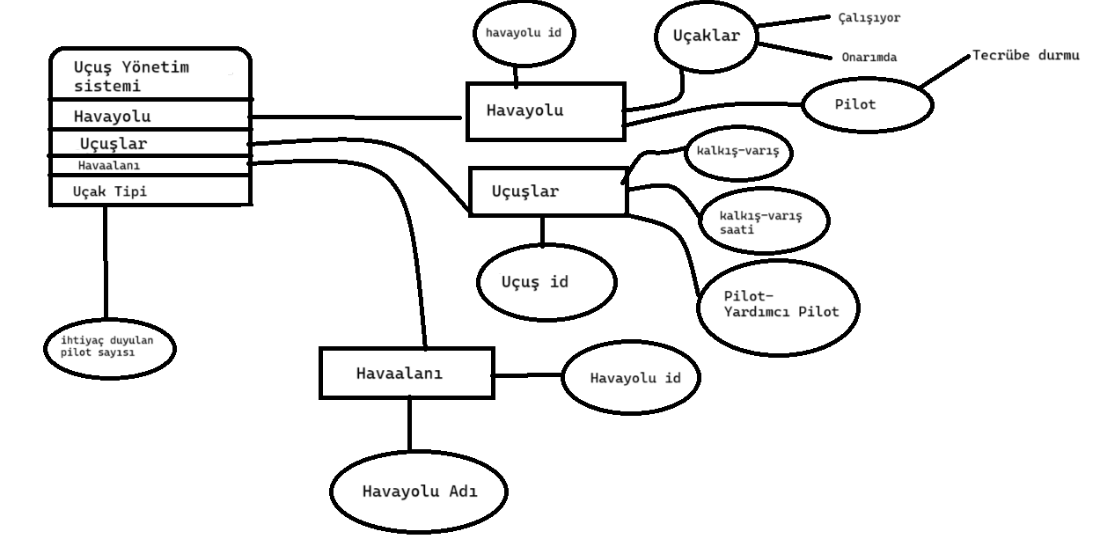 Uçuş Yönetim
sistemi
Havayolu
Uçuşlar
Havaalanı
Uçak Tipi
ihtiyaç duyulan
pilot sayısı
havayolu id
Havayolu
Uçaklar
Çalışıyor
Onarımda
Pilot
Tecrübe durmu
Uçuşlar
kalkış-varış
kalkış-varış
saati
Pilot-
Yardımcı Pilot
Uçuş id
Havaalanı
Havayolu id
Havayolu Adı